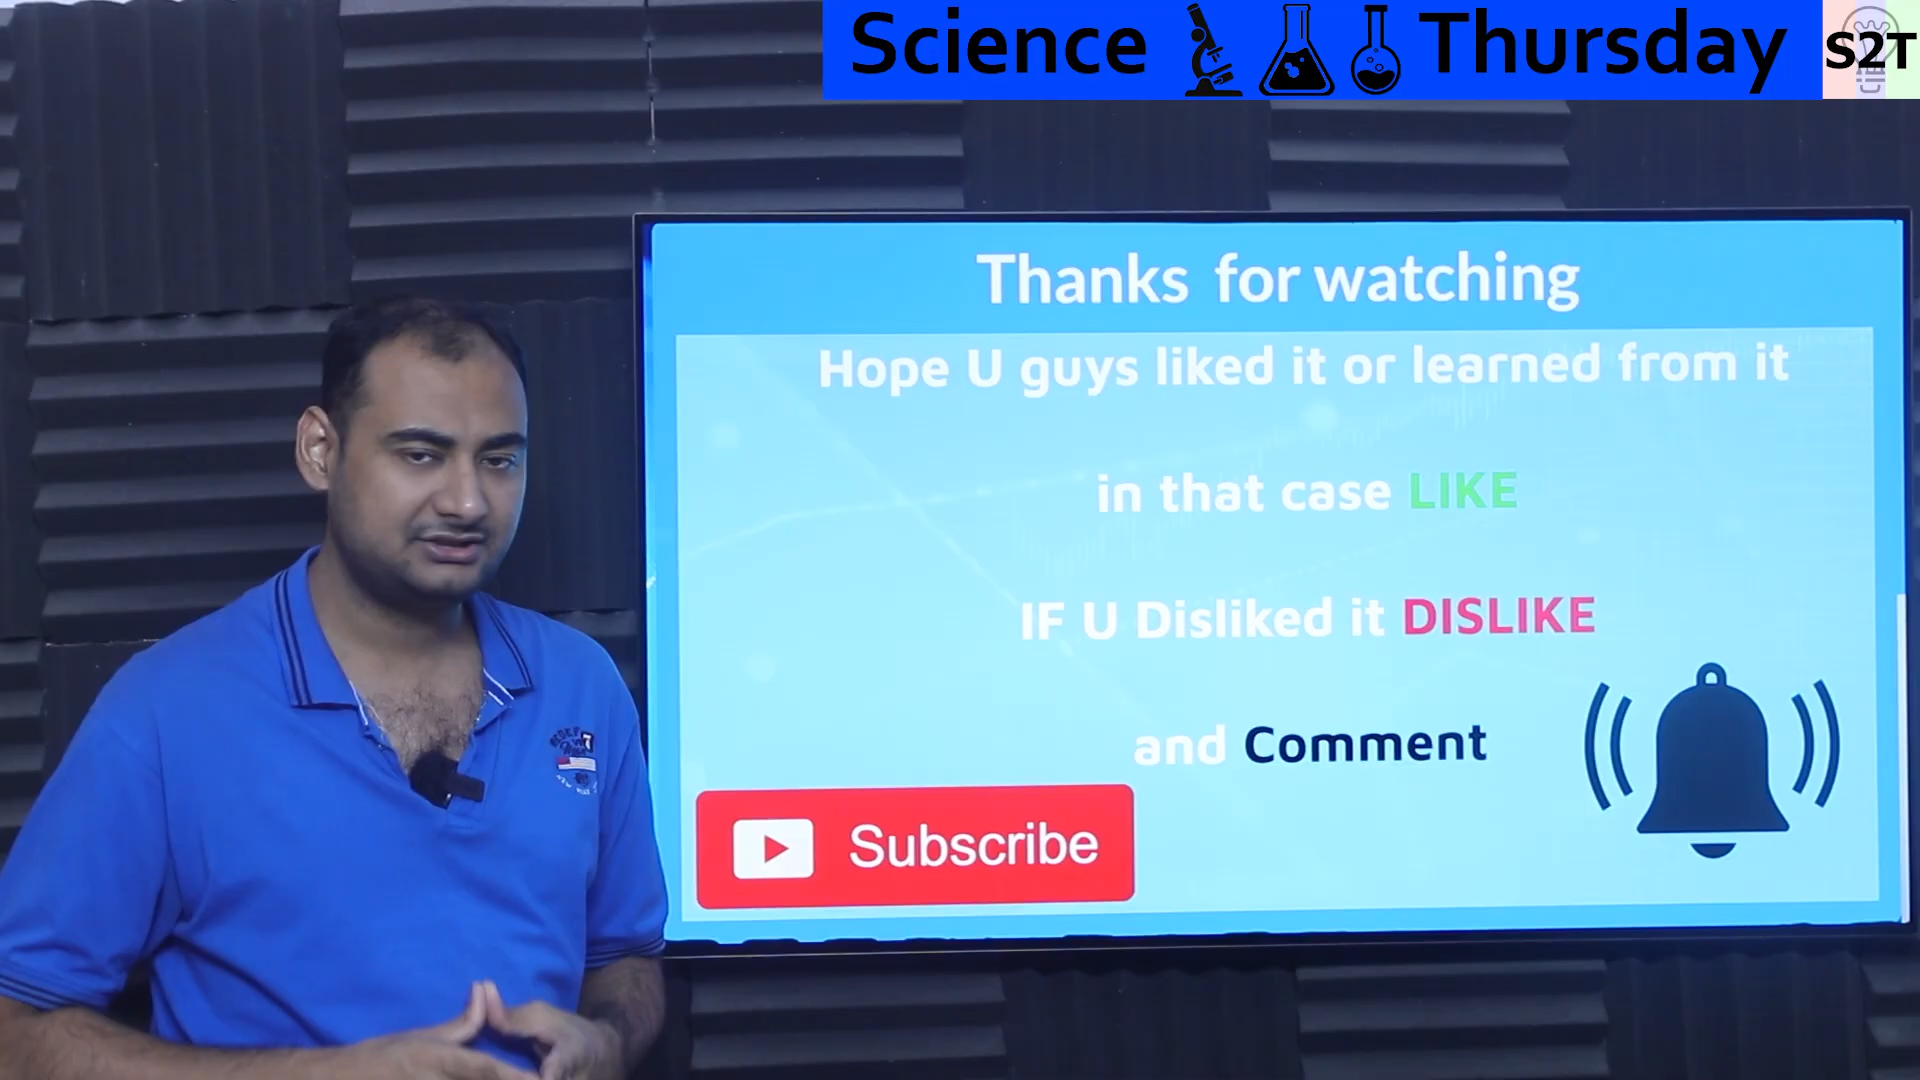 Science Thursday
S2T
Thanks for watching
Hope U guys liked it or learned from it
in that case LIKE
IF U Disliked it DISLIKE
and Comment
Subscribe
7